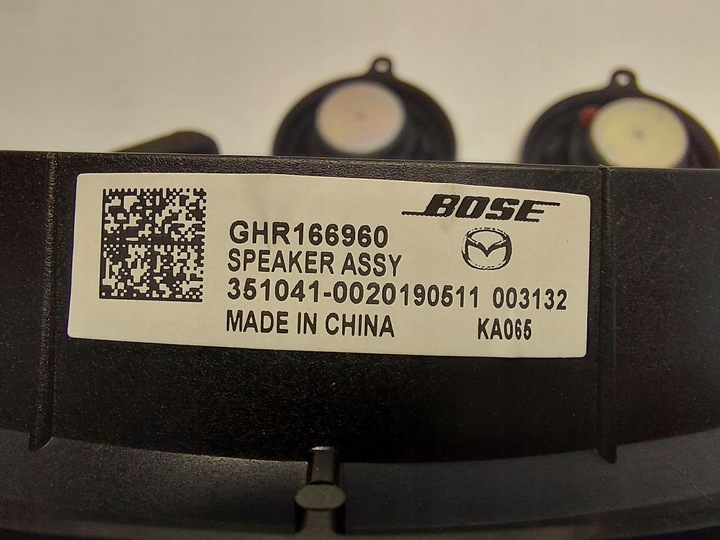 BOSE
GHR166960
SPEAKER ASSY
351041-0020190511 003132
MADE IN CHINA KA065